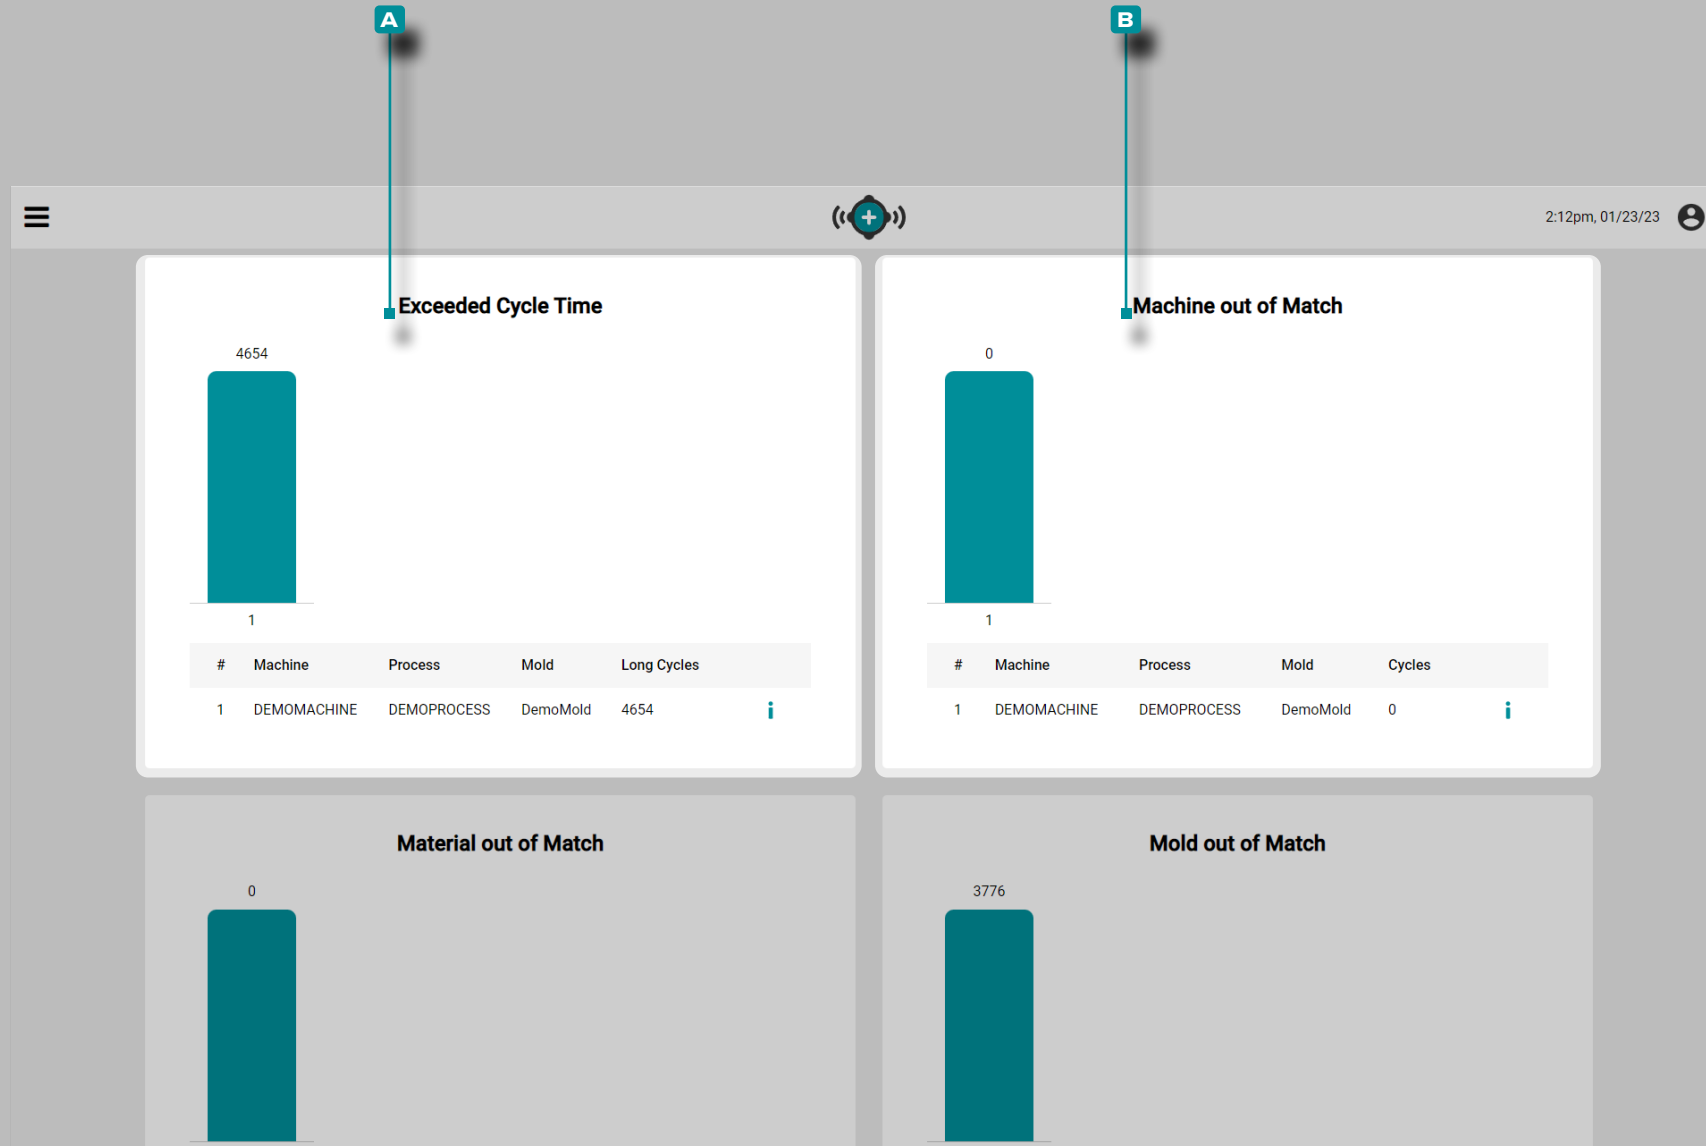 A
B
2:12pm, 01/23/23
Exceeded Cycle Time
4654
1
# Machine Process Mold Long Cycles
1 DEMOMACHINE DEMOPROCESS DemoMold 4654
Machine out of Match
0
1
# Machine Process Mold Cycles
1 DEMOMACHINE DEMOPROCESS DemoMold 0
Material out of Match
0
Mold out of Match
3776